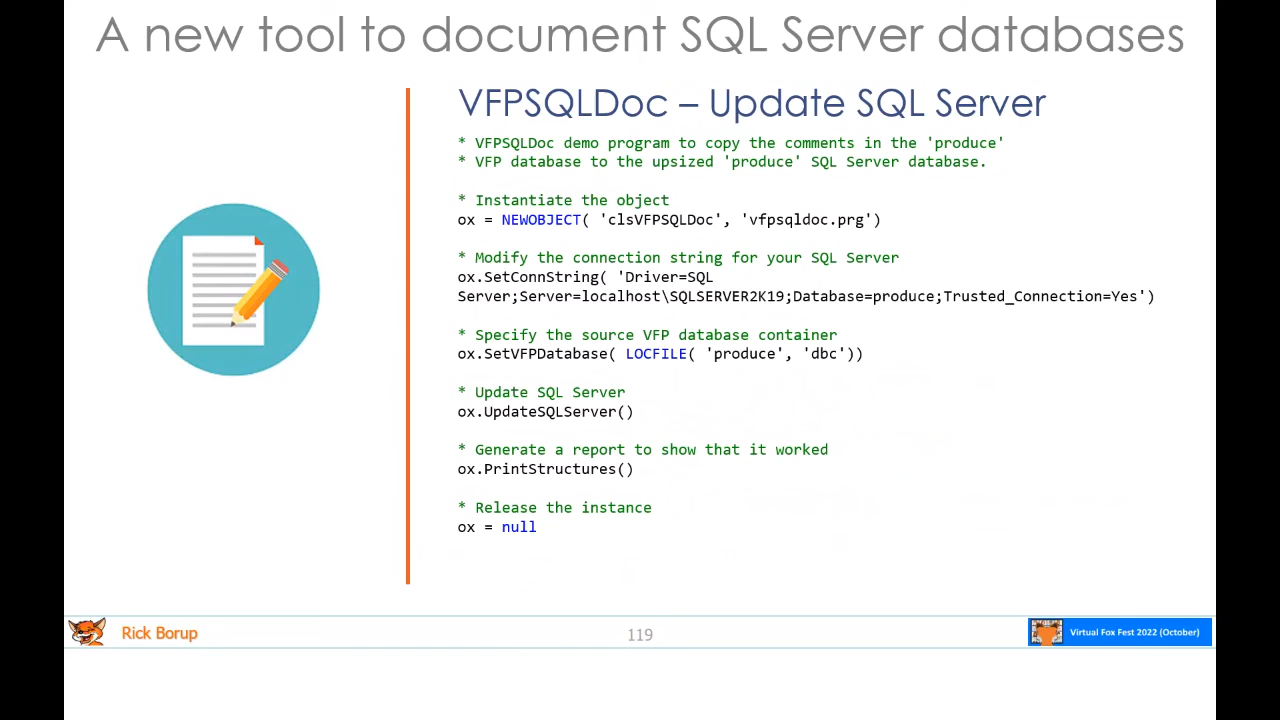 A new tool to document SQL Server databases
VFPSQLDoc – Update SQL Server
* VFPSQLDoc demo program to copy the comments in the 'produce'
* VFP database to the upsized 'produce' SQL Server database.
* Instantiate the object
ox = NEWOBJECT( 'clsVFPSQLDoc', 'vfpsqldoc.prg')
* Modify the connection string for your SQL Server
ox.SetConnString( 'Driver=SQL
Server;Server=localhost\SQLSERVER2K19;Database=produce;Trusted_Connection=Yes')
* Specify the source VFP database container
ox.SetVFPDatabase( LOCFILE( 'produce', 'dbc'))
* Update SQL Server
ox.UpdateSQLServer()
* Generate a report to show that it worked
ox.PrintStructures()
* Release the instance
ox = null
Rick Borup
119
Virtual Fox Fest 2022 (October)